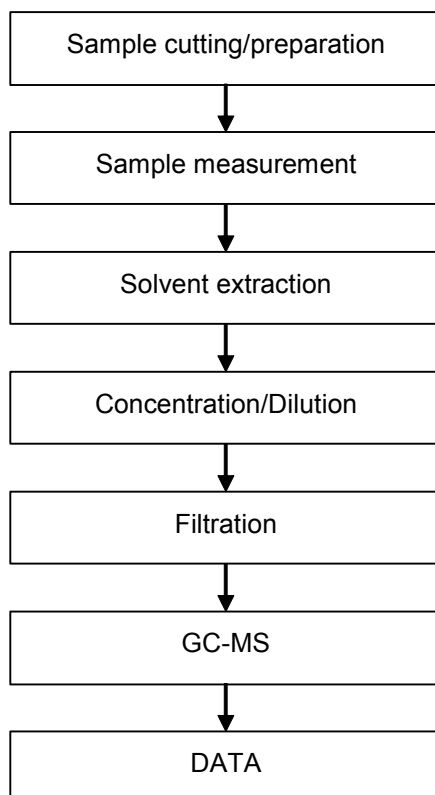 Sample cutting/preparation
Sample measurement
Solvent extraction
Concentration/Dilution
Filtration
GC-MS
DATA